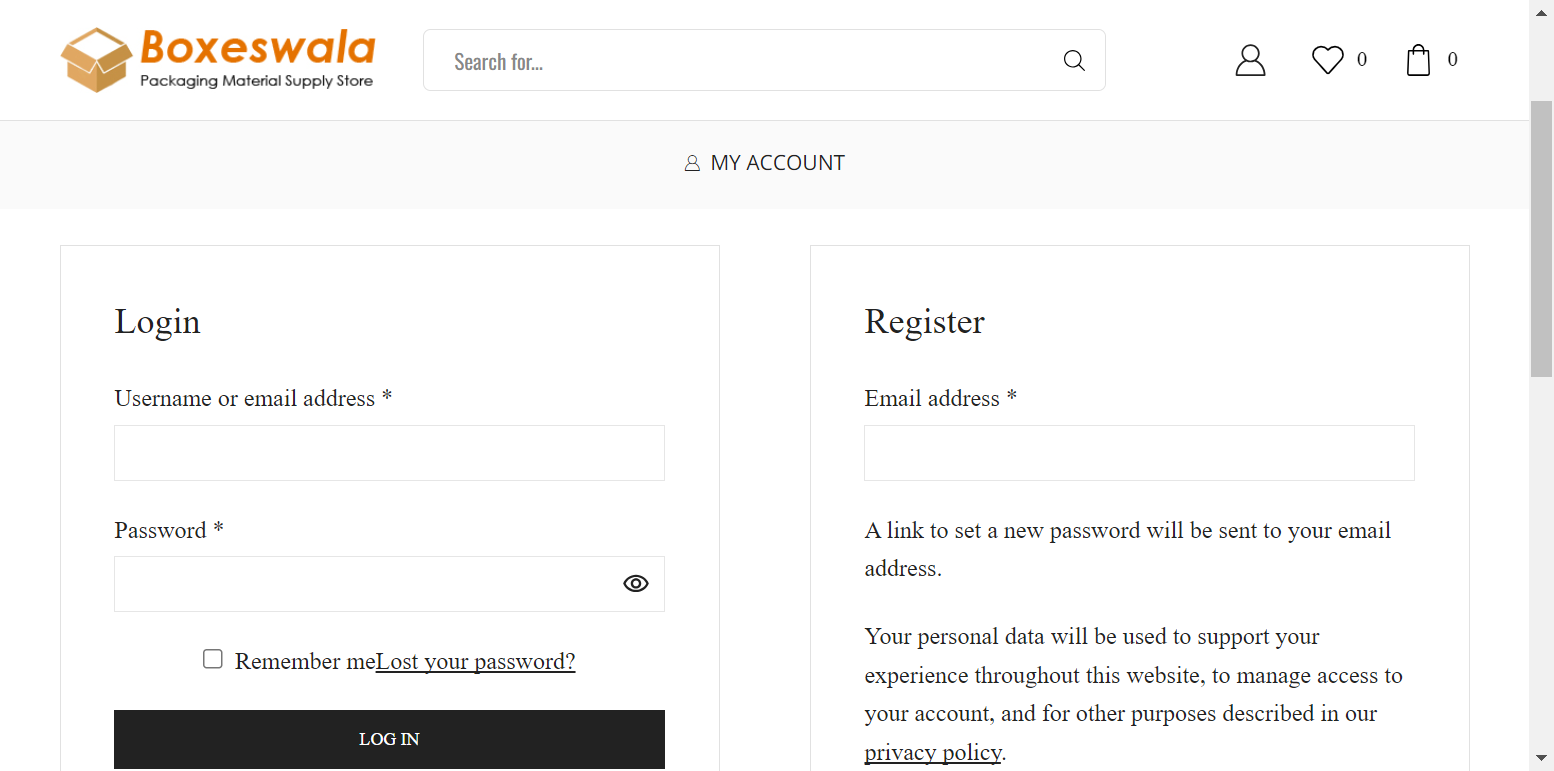 Boxeswala
Packaging Material Supply Store
Search for...
0
0
MY ACCOUNT
Login
Username or email address *
Password *
Remember meLost your password?
LOG IN
Register
Email address *
A link to set a new password will be sent to your email
address.
Your personal data will be used to support your
experience throughout this website, to manage access to
your account, and for other purposes described in our
privacy policy.